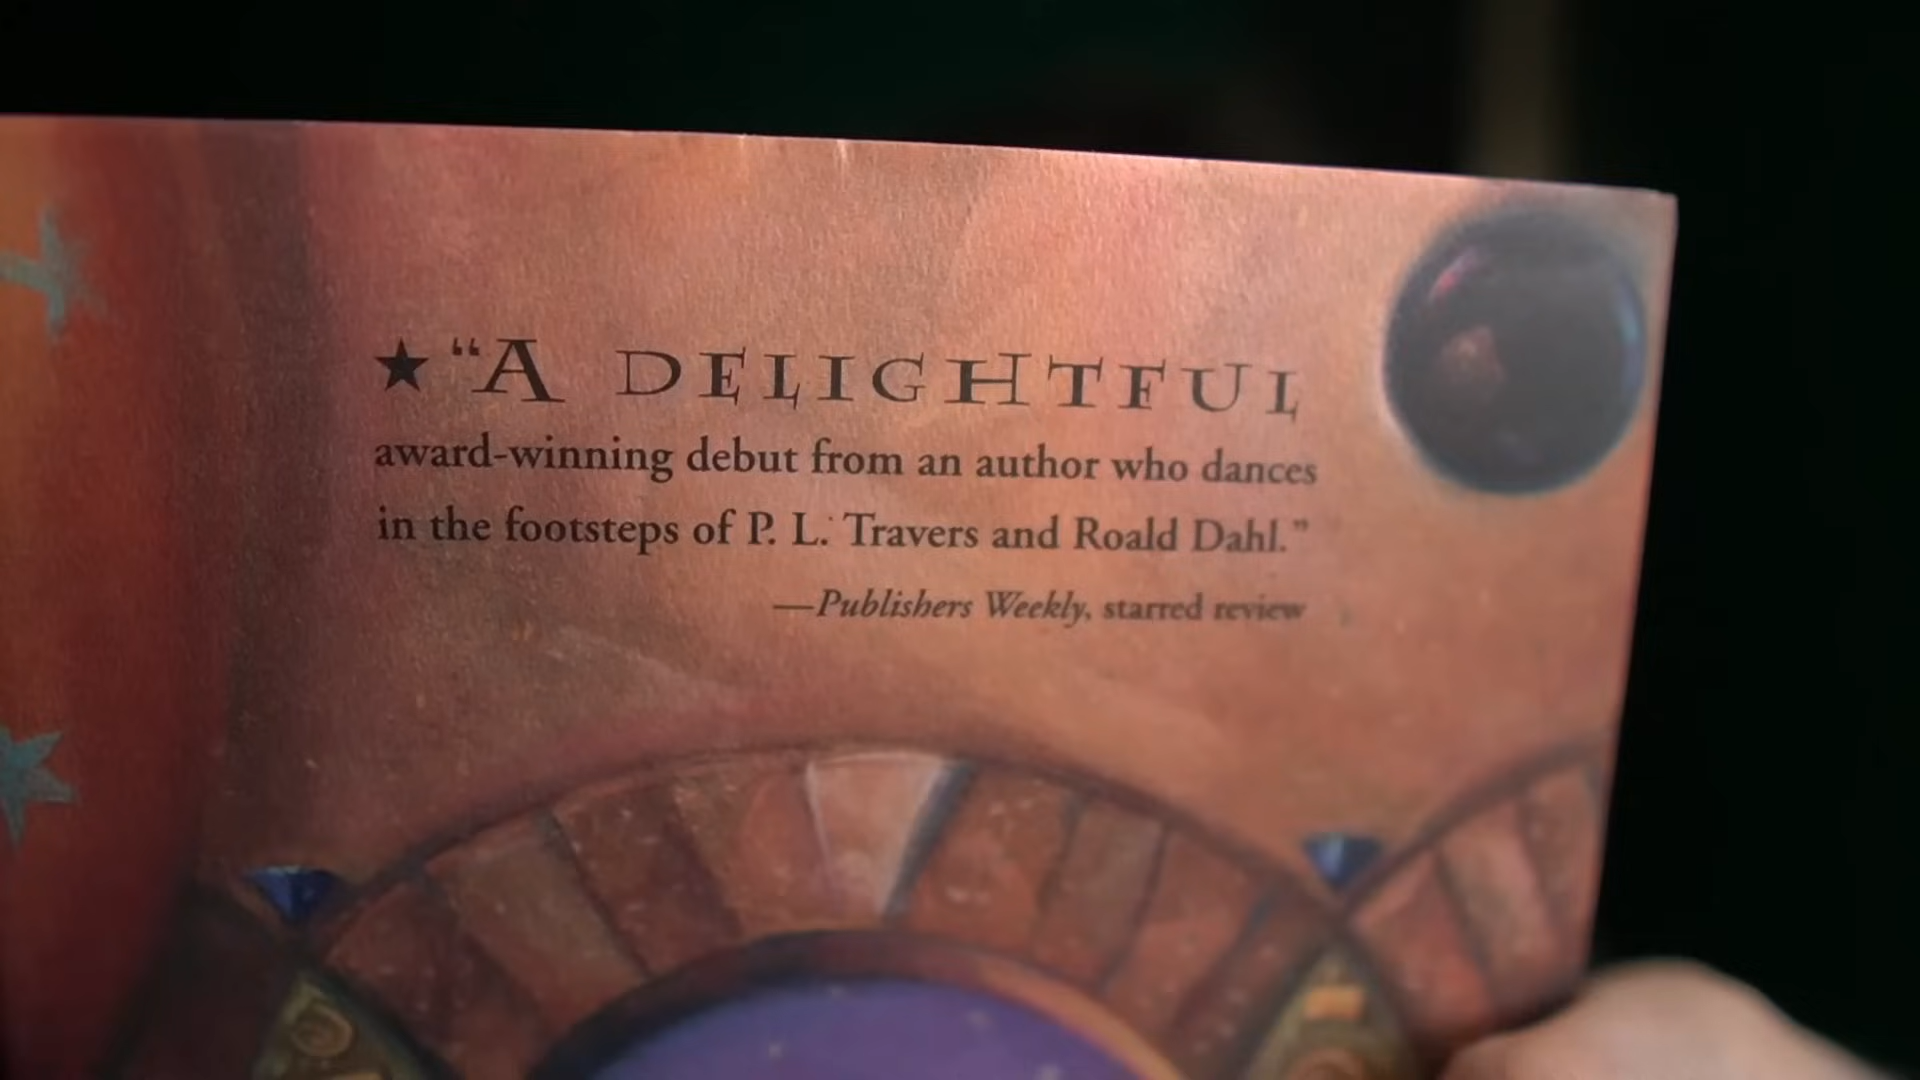 ★ “A DELIGHTFUL
award-winning debut from an author who dances
in the footsteps of P. L. Travers and Roald Dahl.”
—Publishers Weekly, starred review